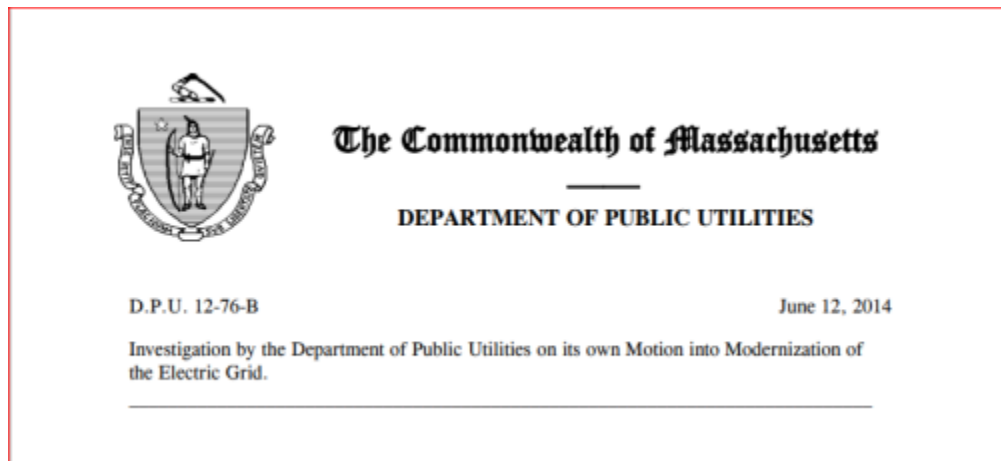 The Commonwealth of Massachusetts
DEPARTMENT OF PUBLIC UTILITIES
D.P.U. 12-76-B
June 12, 2014
Investigation by the Department of Public Utilities on its own Motion into Modernization of
the Electric Grid.